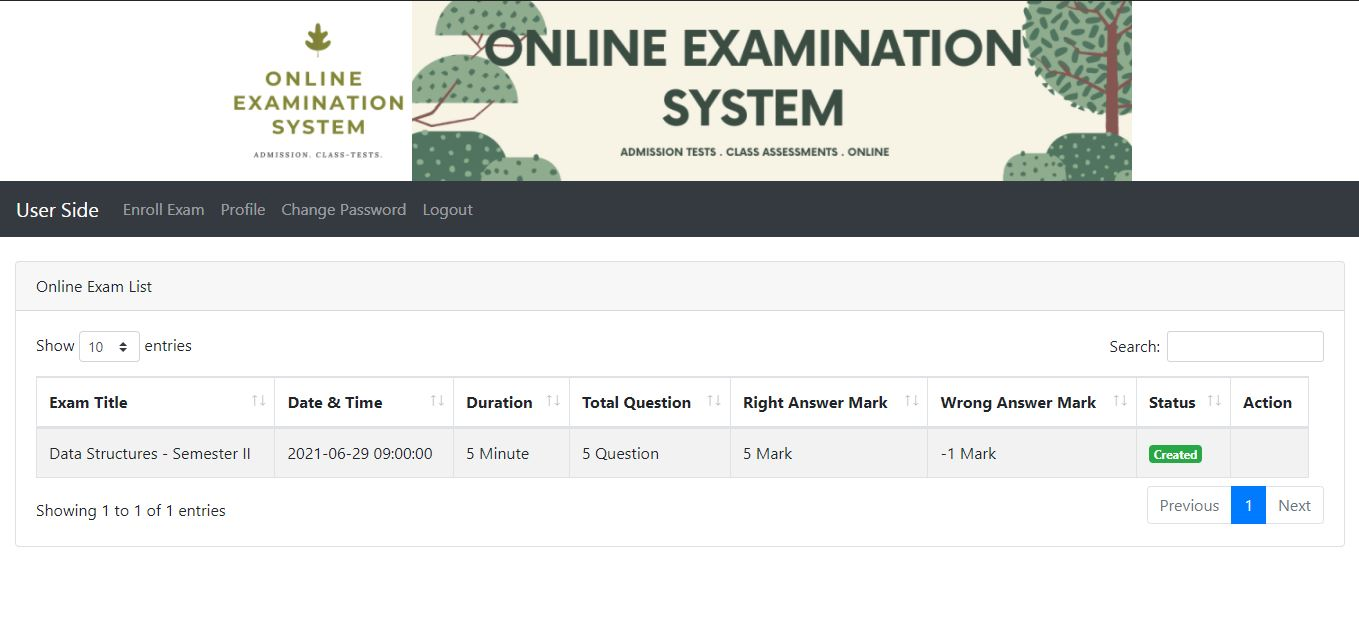 ONLINE
EXAMINATION
SYSTEM
ADMISSION. CLASS-TESTS.
ONLINE EXAMINATION
SYSTEM
ADMISSION TESTS . CLASS ASSESSMENTS . ONLINE
User Side Enroll Exam Profile Change Password Logout
Online Exam List
Show 10 entries Search:
Exam Title Date & Time Duration Total Question Right Answer Mark Wrong Answer Mark Status Action
Data Structures - Semester II 2021-06-29 09:00:00 5 Minute 5 Question 5 Mark -1 Mark Created
Showing 1 to 1 of 1 entries Previous 1 Next